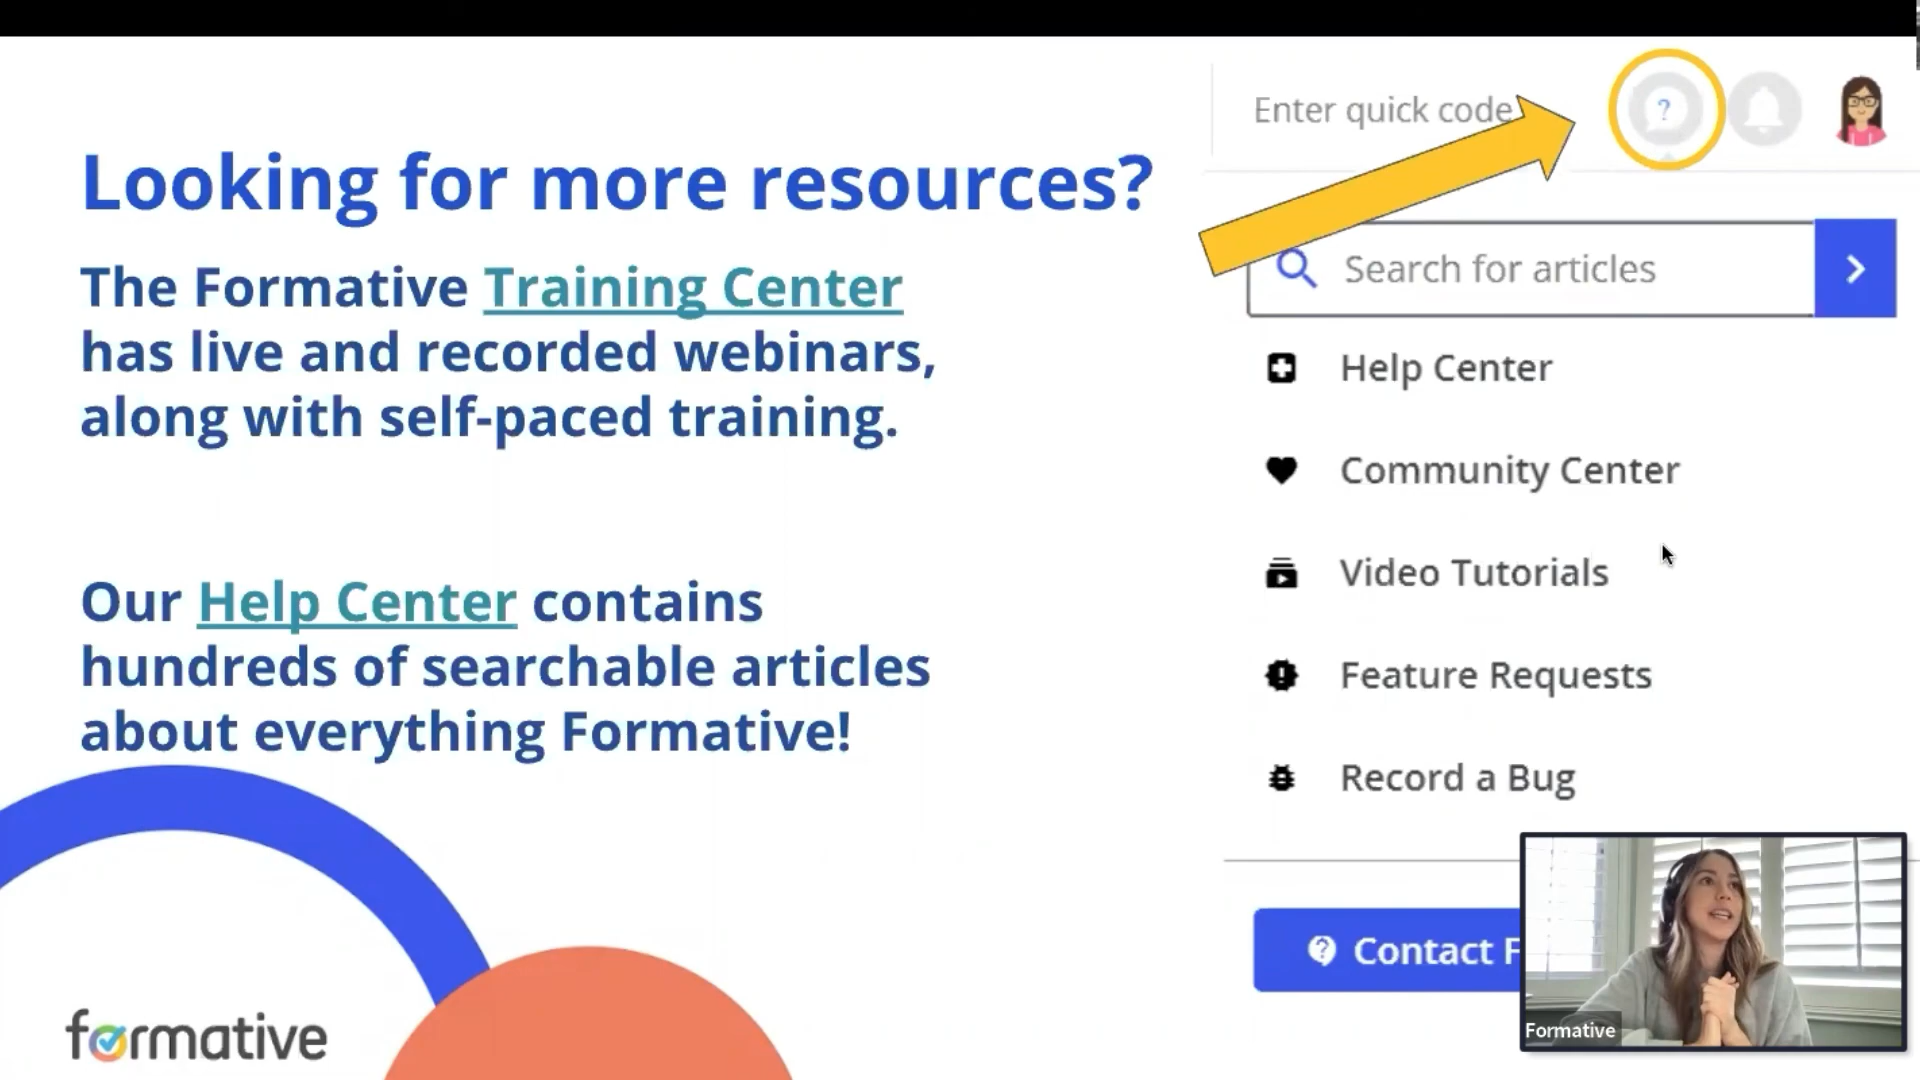 Looking for more resources?
The Formative Training Center
has live and recorded webinars,
along with self-paced training.
Our Help Center contains
hundreds of searchable articles
about everything Formative!
formative
Enter quick code
?
Search for articles
Help Center
Community Center
Video Tutorials
Feature Requests
Record a Bug
Contact F
Formative